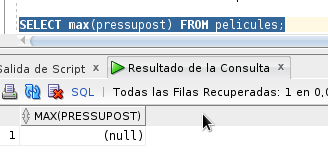 SELECT max(pressupost) FROM pelicules;
Salida de Script x Resultado de la Consulta x
SQL | Todas las Filas Recuperadas: 1 en 0,0
MAX(PRESSUPOST)
1 (null)